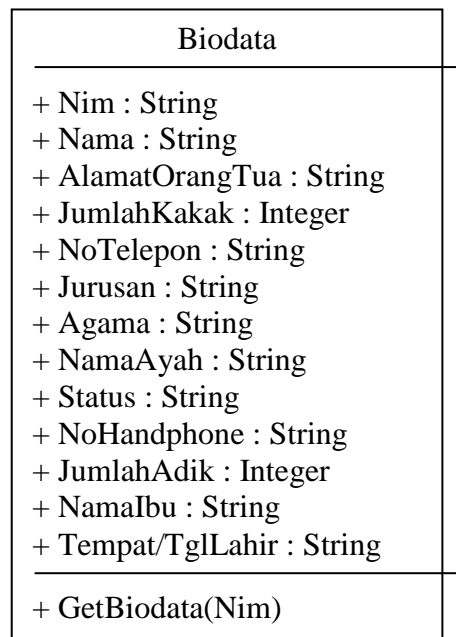 Biodata
+ Nim : String
+ Nama : String
+ AlamatOrangTua : String
+ JumlahKakak : Integer
+ NoTelepon : String
+ Jurusan : String
+ Agama : String
+ NamaAyah : String
+ Status : String
+ NoHandphone : String
+ JumlahAdik : Integer
+ NamaIbu : String
+ Tempat/TglLahir : String
+ GetBiodata(Nim)